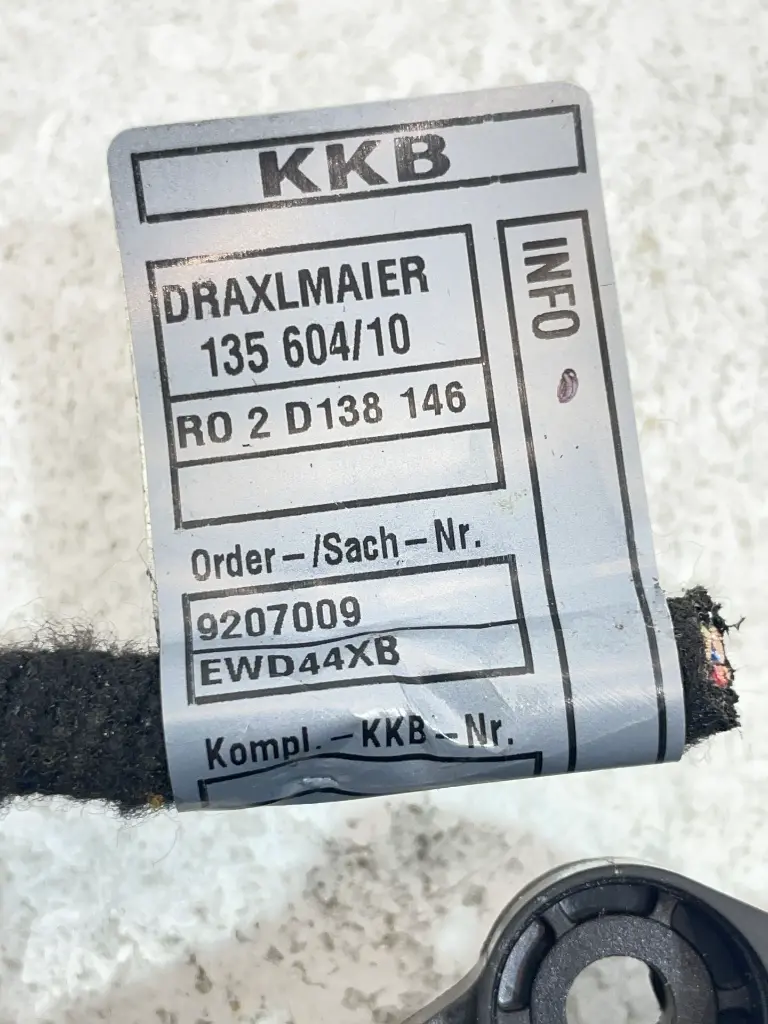 KKB
DRAXLMAIER
135 604/10
RO 2 D138 146
INFO
Order-/Sach-Nr.
9207009
EWD44XB
Kompl.-KKB-Nr.